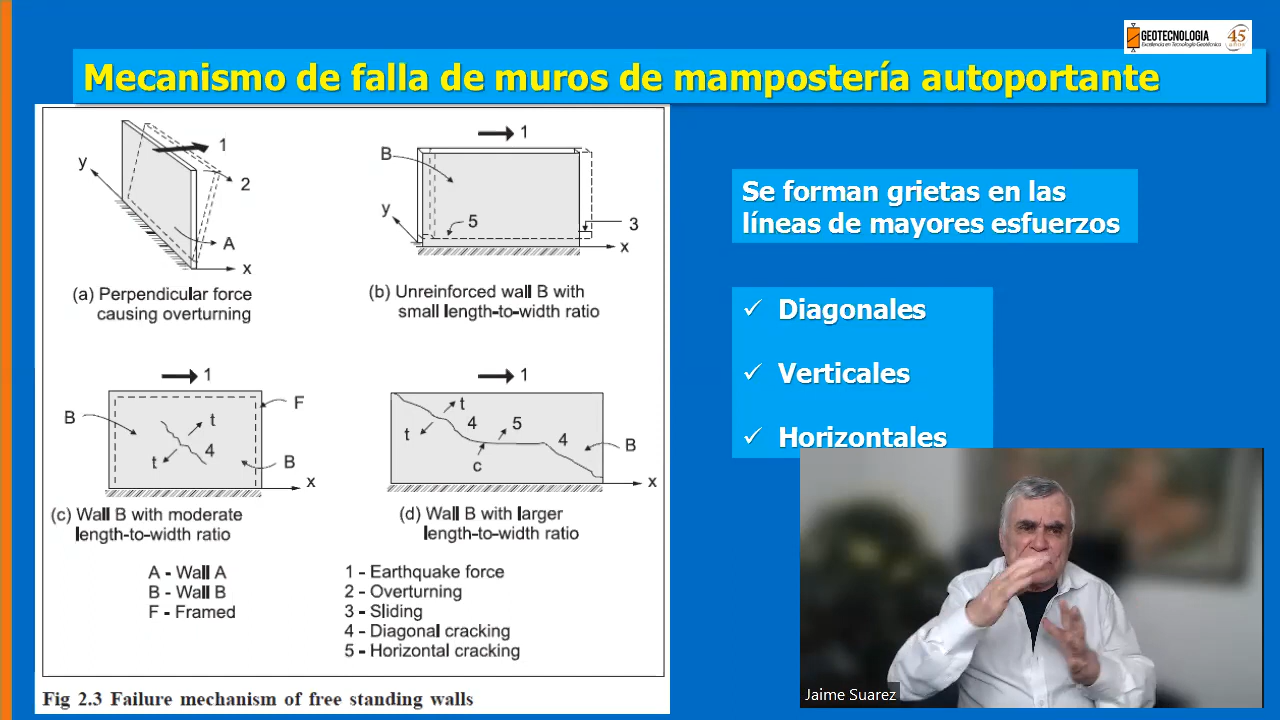 GEOTECNOLOGIA
Excelencia en Tecnología Geotécnica
45
Mecanismo de falla de muros de mampostería autoportante
y
1
2
A
x
(a) Perpendicular force
causing overturning
1
B
y
5
3
x
(b) Unreinforced wall B with
small length-to-width ratio
1
B
F
t
4
t
B
x
(c) Wall B with moderate
length-to-width ratio
1
t
4
5
t
4
B
c
x
(d) Wall B with larger
length-to-width ratio
A - Wall A
B - Wall B
F - Framed
1 - Earthquake force
2 - Overturning
3 - Sliding
4 - Diagonal cracking
5 - Horizontal cracking
Fig 2.3 Failure mechanism of free standing walls
Se forman grietas en las
líneas de mayores esfuerzos
✓ Diagonales
✓ Verticales
✓ Horizontales
Jaime Suarez